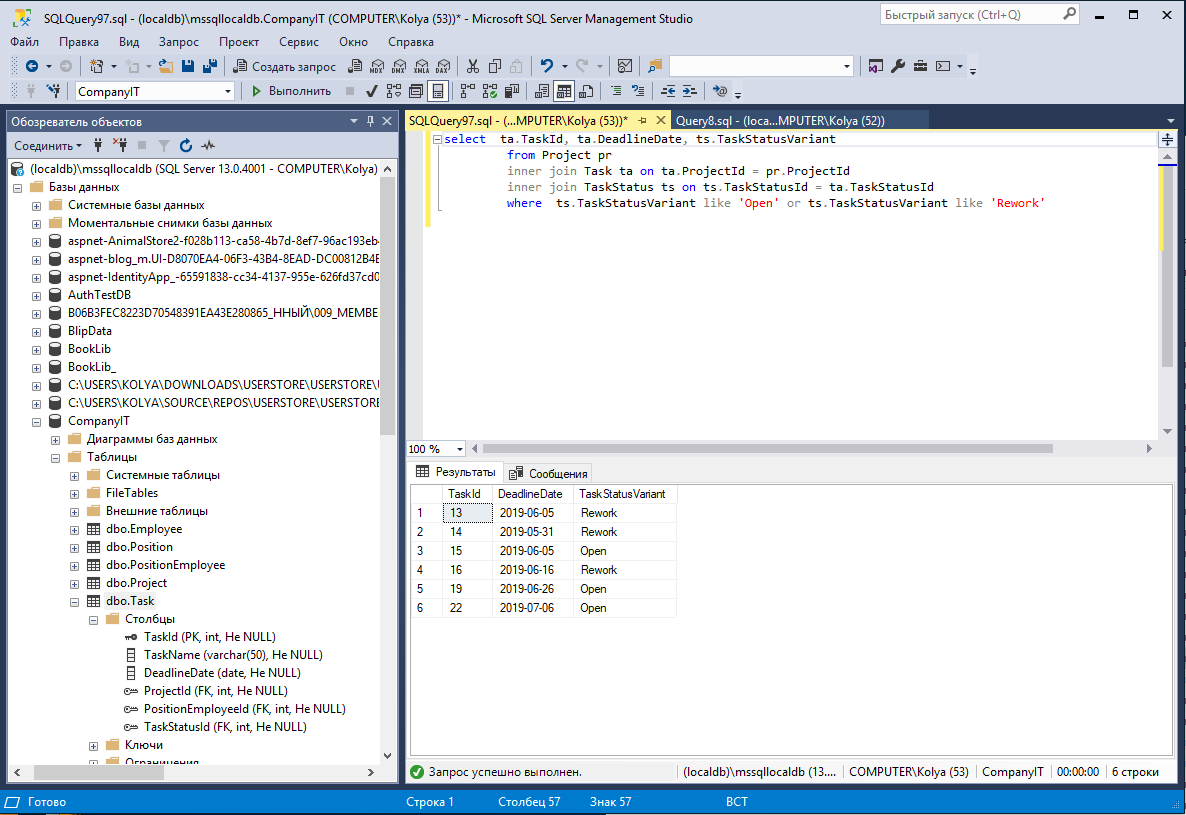 SQLQuery97.sql - (localdb)\mssqllocaldb.CompanyIT (COMPUTER\Kolya (53))* - Microsoft SQL Server Management Studio
Быстрый запуск (Ctrl+Q)
Файл Правка Вид Запрос Проект Сервис Окно Справка
Создать запрос MDX DMX XMLA DAX
CompanyIT Выполнить
Обозреватель объектов
SQLQuery97.sql - (...MPUTER\Kolya (53))* Query8.sql - (loca...MPUTER\Kolya (52))
Соединить
(localdb)\mssqllocaldb (SQL Server 13.0.4001 - COMPUTER\Kolya)
Базы данных
Системные базы данных
Моментальные снимки базы данных
aspnet-AnimalStore2-f028b113-ca58-4b7d-8ef7-96ac193eb
aspnet-blog_m.UI-D8070EA4-06F3-43B4-8EAD-DC00812B4E
aspnet-IdentityApp_-65591838-cc34-4137-955e-626fd37cd0
AuthTestDB
B06B3FEC8223D70548391EA43E280865_ННЫЙ\009_MEMBE
BlipData
BookLib
BookLib_
C:\USERS\KOLYA\DOWNLOADS\USERSTORE\USERSTORE\
C:\USERS\KOLYA\SOURCE\REPOS\USERSTORE\USERSTORE
CompanyIT
Диаграммы баз данных
Таблицы
Системные таблицы
FileTables
Внешние таблицы
dbo.Employee
dbo.Position
dbo.PositionEmployee
dbo.Project
dbo.Task
Столбцы
TaskId (PK, int, Не NULL)
TaskName (varchar(50), Не NULL)
DeadlineDate (date, Не NULL)
ProjectId (FK, int, Не NULL)
PositionEmployeeId (FK, int, Не NULL)
TaskStatusId (FK, int, Не NULL)
Ключи
Ограничения
select ta.TaskId, ta.DeadlineDate, ts.TaskStatusVariant
from Project pr
inner join Task ta on ta.ProjectId = pr.ProjectId
inner join TaskStatus ts on ts.TaskStatusId = ta.TaskStatusId
where ts.TaskStatusVariant like 'Open' or ts.TaskStatusVariant like 'Rework'
100 %
Результаты Сообщения
TaskId DeadlineDate TaskStatusVariant
1 13 2019-06-05 Rework
2 14 2019-05-31 Rework
3 15 2019-06-05 Open
4 16 2019-06-16 Rework
5 19 2019-06-26 Open
6 22 2019-07-06 Open
Запрос успешно выполнен. (localdb)\mssqllocaldb (13.... COMPUTER\Kolya (53) CompanyIT 00:00:00 6 строки
Готово Строка 1 Столбец 57 Знак 57 ВСТ